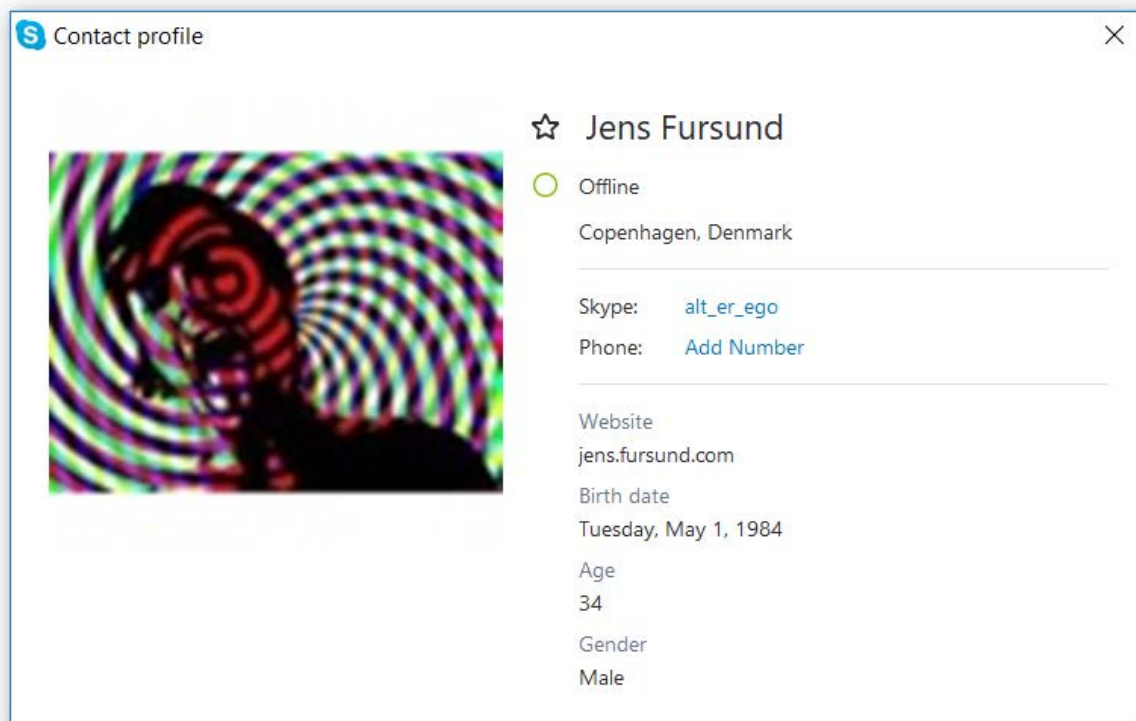 S Contact profile
Jens Fursund
Offline
Copenhagen, Denmark
Skype: alt_er_ego
Phone: Add Number
Website
jens.fursund.com
Birth date
Tuesday, May 1, 1984
Age
34
Gender
Male